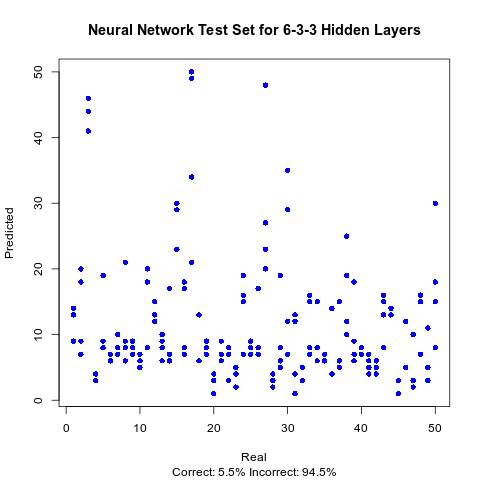 Neural Network Test Set for 6-3-3 Hidden Layers
Predicted
50
40
30
20
10
0
0 10 20 30 40 50
Real
Correct: 5.5% Incorrect: 94.5%